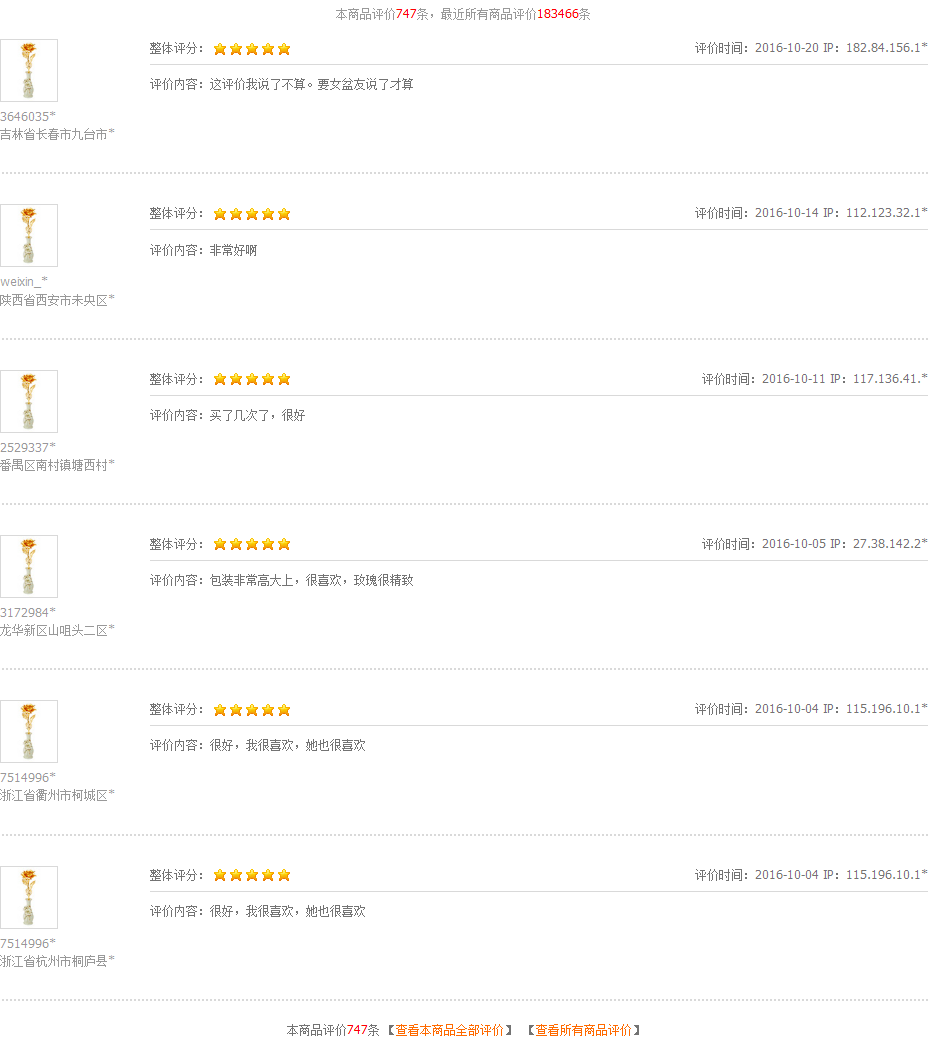 本商品评价747条，最近所有商品评价183466条
整体评分： 评价时间：2016-10-20 IP：182.84.156.1*
评价内容：这评价我说了不算。要女盆友说了才算
3646035*
吉林省长春市九台市*
整体评分： 评价时间：2016-10-14 IP：112.123.32.1*
评价内容：非常好啊
weixin_*
陕西省西安市未央区*
整体评分： 评价时间：2016-10-11 IP：117.136.41.*
评价内容：买了几次了，很好
2529337*
番禺区南村镇塘西村*
整体评分： 评价时间：2016-10-05 IP：27.38.142.2*
评价内容：包装非常高大上，很喜欢，玫瑰很精致
3172984*
龙华新区山咀头二区*
整体评分： 评价时间：2016-10-04 IP：115.196.10.1*
评价内容：很好，我很喜欢，她也很喜欢
7514996*
浙江省衢州市柯城区*
整体评分： 评价时间：2016-10-04 IP：115.196.10.1*
评价内容：很好，我很喜欢，她也很喜欢
7514996*
浙江省杭州市桐庐县*
本商品评价747条 【查看本商品全部评价】 【查看所有商品评价】